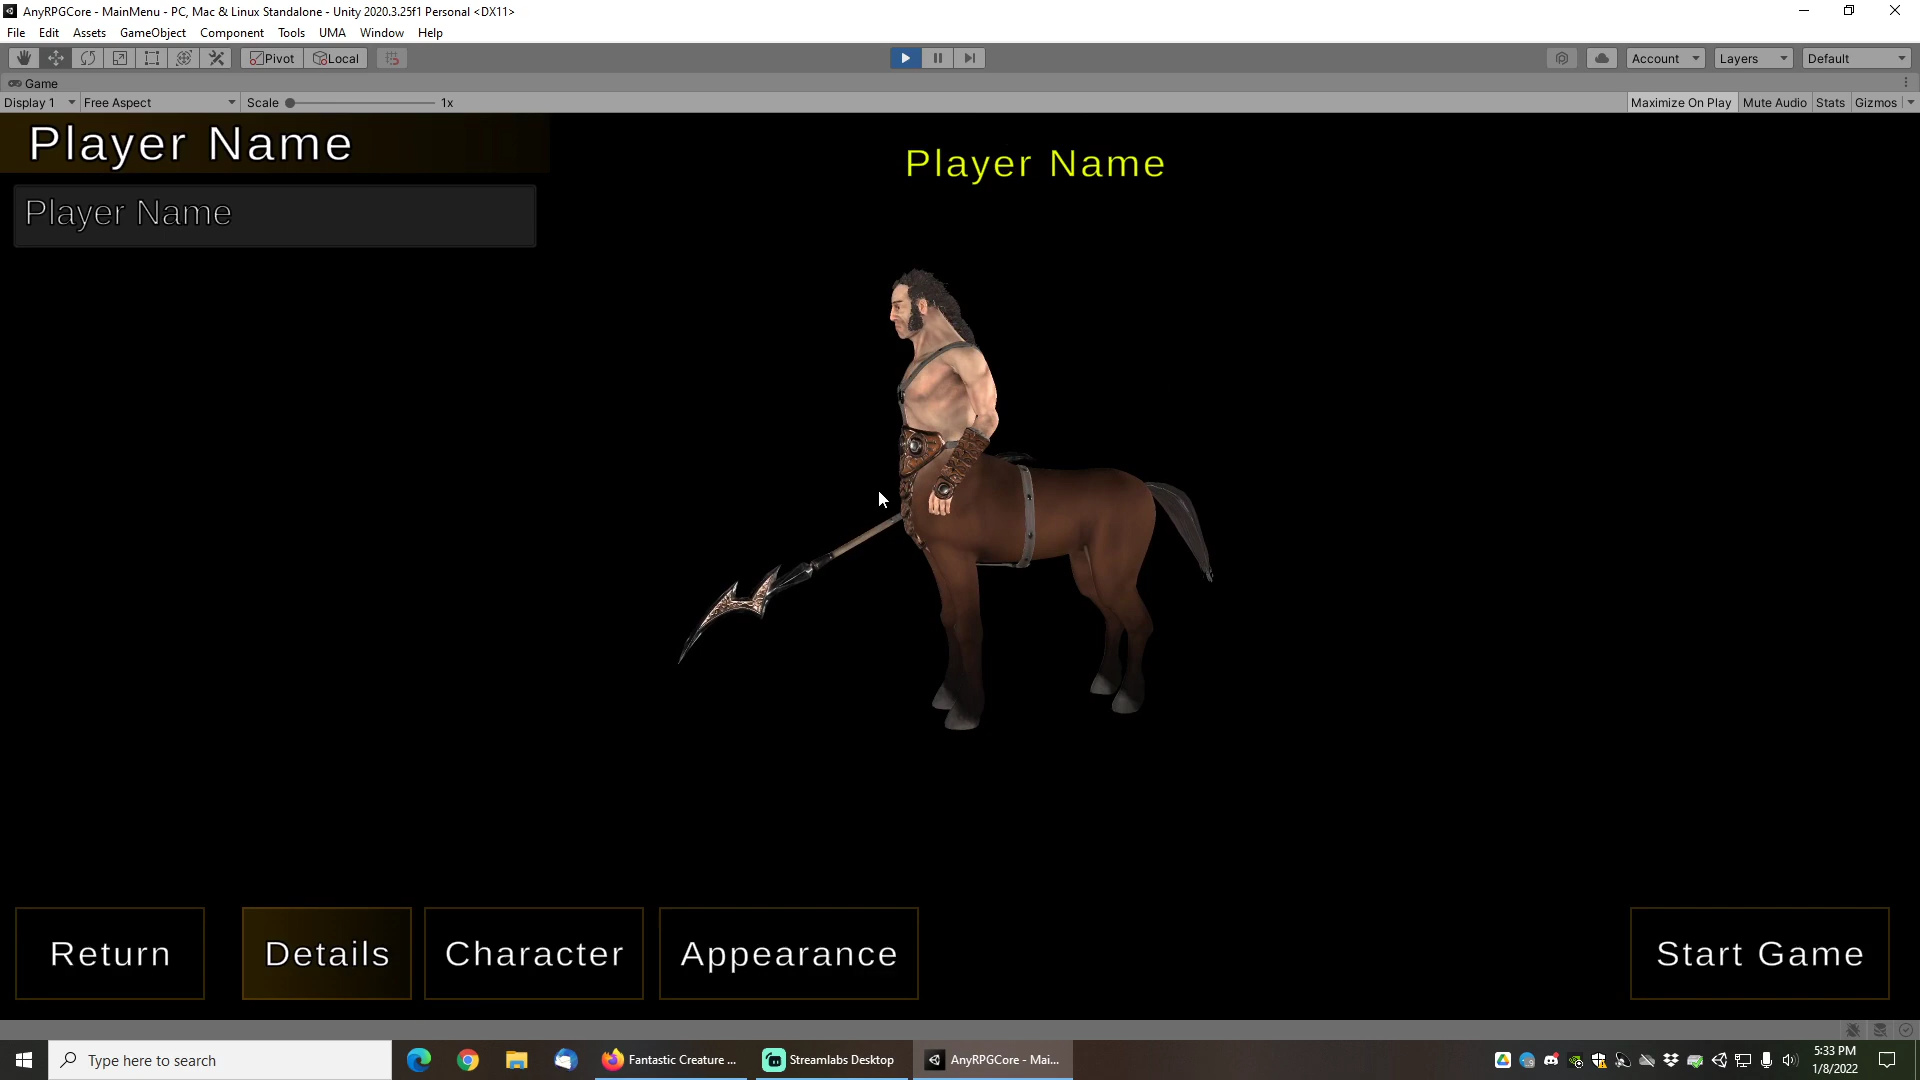 AnyRPGCore - MainMenu - PC, Mac & Linux Standalone - Unity 2020.3.25f1 Personal <DX11>
File Edit Assets GameObject Component Tools UMA Window Help
Pivot Local Account Layers Default
Game
Display 1 Free Aspect Scale 1x Maximize On Play Mute Audio Stats Gizmos
Player Name
Player Name
Player Name
Return Details Character Appearance Start Game
Type here to search Fantastic Creature ... Streamlabs Desktop AnyRPGCore - Mai... 5:33 PM
1/8/2022